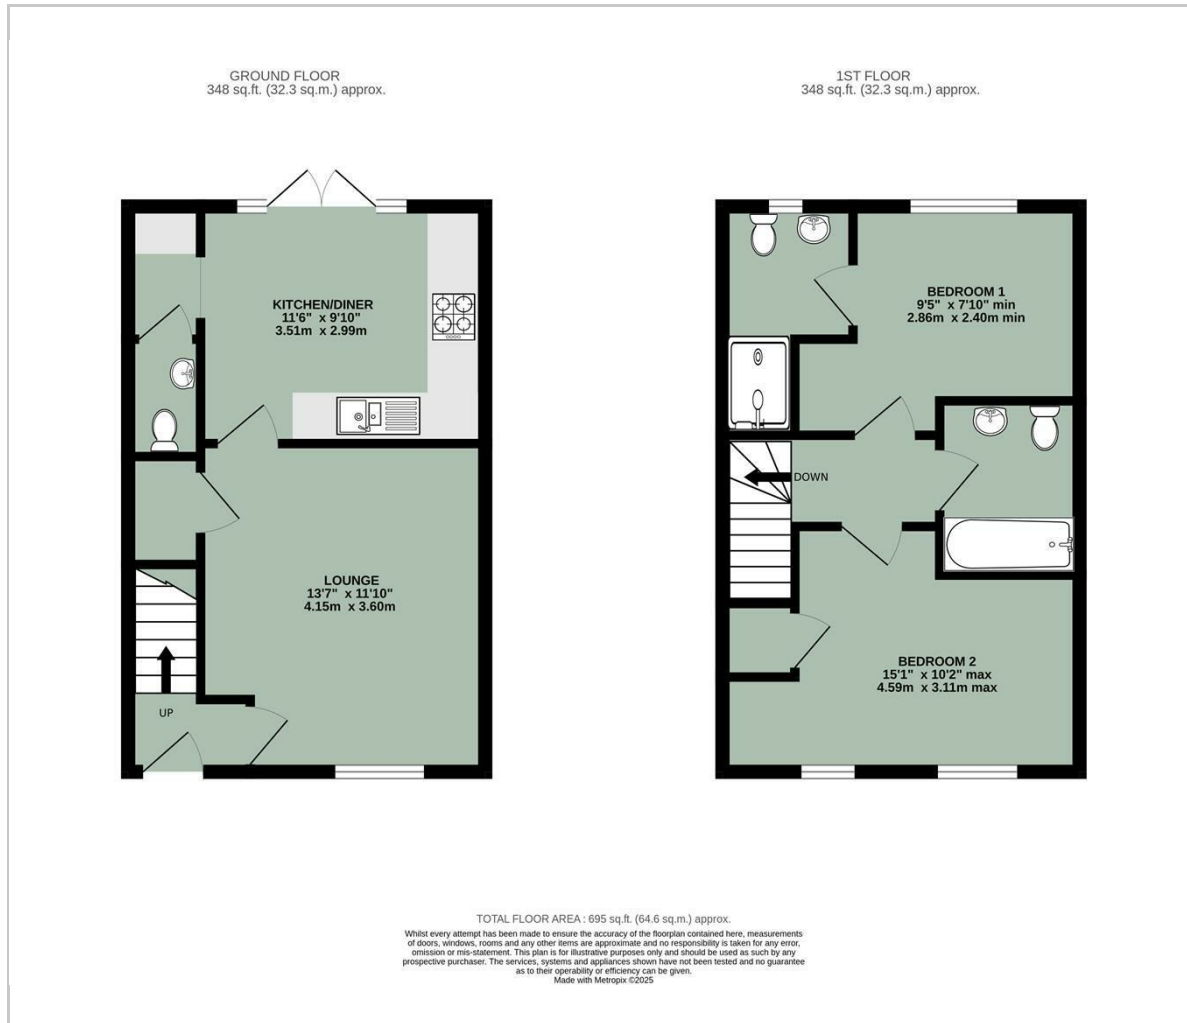 GROUND FLOOR
348 sq.ft. (32.3 sq.m.) approx.
1ST FLOOR
348 sq.ft. (32.3 sq.m.) approx.
KITCHEN/DINER
11'6" x 9'10"
3.51m x 2.99m
LOUNGE
13'7" x 11'10"
4.15m x 3.60m
UP
BEDROOM 1
9'5" x 7'10" min
2.86m x 2.40m min
DOWN
BEDROOM 2
15'1" x 10'2" max
4.59m x 3.11m max
TOTAL FLOOR AREA : 695 sq.ft. (64.6 sq.m.) approx.
Whilst every attempt has been made to ensure the accuracy of the floorplan contained here, measurements
of doors, windows, rooms and any other items are approximate and no responsibility is taken for any error,
omission or mis-statement. This plan is for illustrative purposes only and should be used as such by any
prospective purchaser. The services, systems and appliances shown have not been tested and no guarantee
as to their operability or efficiency can be given.
Made with Metropix ©2025